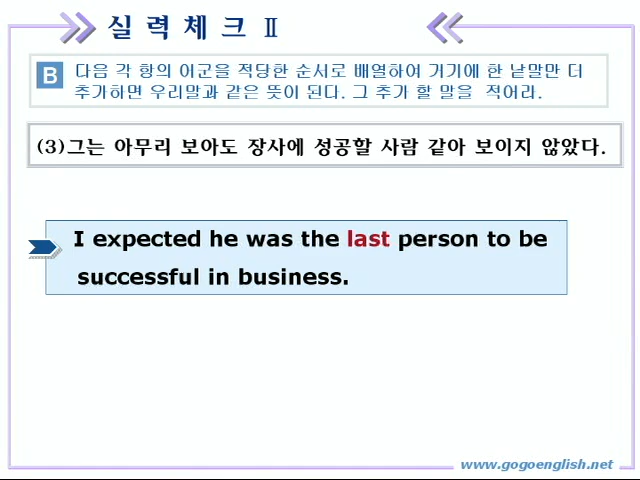 실 력 체 크 Ⅱ
B 다음 각 항의 어군을 적당한 순서로 배열하여 거기에 한 낱말만 더
추가하면 우리말과 같은 뜻이 된다. 그 추가 할 말을 적어라.
(3)그는 아무리 보아도 장사에 성공할 사람 같아 보이지 않았다.
I expected he was the last person to be
successful in business.
www.gogoenglish.net